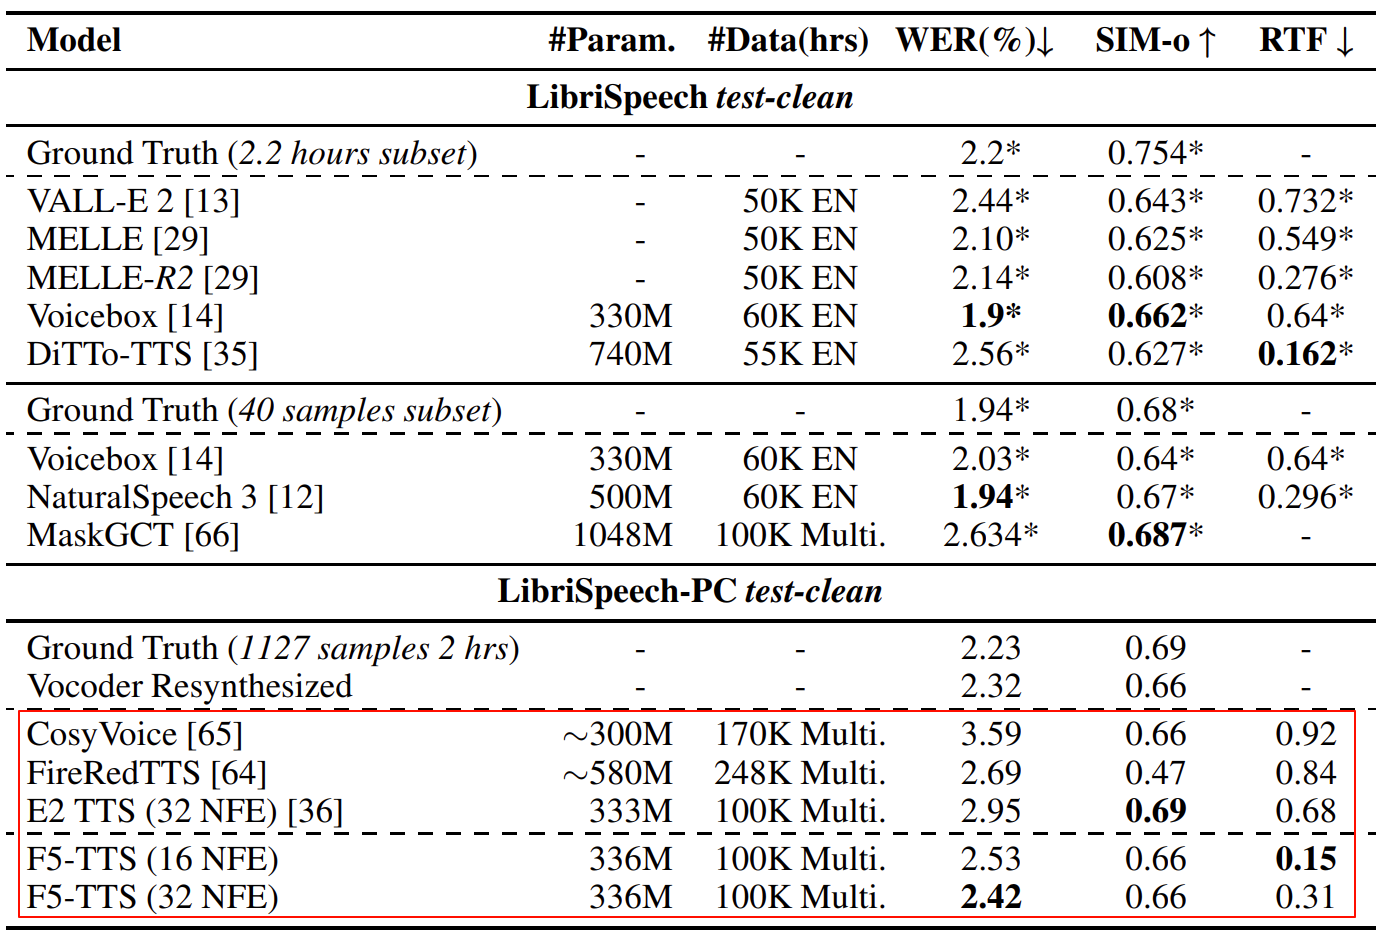 Model #Param. #Data(hrs) WER(%)↓ SIM-o ↑ RTF ↓
LibriSpeech test-clean
Ground Truth (2.2 hours subset) - - 2.2* 0.754* -
VALL-E 2 [13] - 50K EN 2.44* 0.643* 0.732*
MELLE [29] - 50K EN 2.10* 0.625* 0.549*
MELLE-R2 [29] - 50K EN 2.14* 0.608* 0.276*
Voicebox [14] 330M 60K EN 1.9* 0.662* 0.64*
DiTTo-TTS [35] 740M 55K EN 2.56* 0.627* 0.162*
Ground Truth (40 samples subset) - - 1.94* 0.68* -
Voicebox [14] 330M 60K EN 2.03* 0.64* 0.64*
NaturalSpeech 3 [12] 500M 60K EN 1.94* 0.67* 0.296*
MaskGCT [66] 1048M 100K Multi. 2.634* 0.687* -
LibriSpeech-PC test-clean
Ground Truth (1127 samples 2 hrs) - - 2.23 0.69 -
Vocoder Resynthesized - - 2.32 0.66 -
CosyVoice [65] ~300M 170K Multi. 3.59 0.66 0.92
FireRedTTS [64] ~580M 248K Multi. 2.69 0.47 0.84
E2 TTS (32 NFE) [36] 333M 100K Multi. 2.95 0.69 0.68
F5-TTS (16 NFE) 336M 100K Multi. 2.53 0.66 0.15
F5-TTS (32 NFE) 336M 100K Multi. 2.42 0.66 0.31